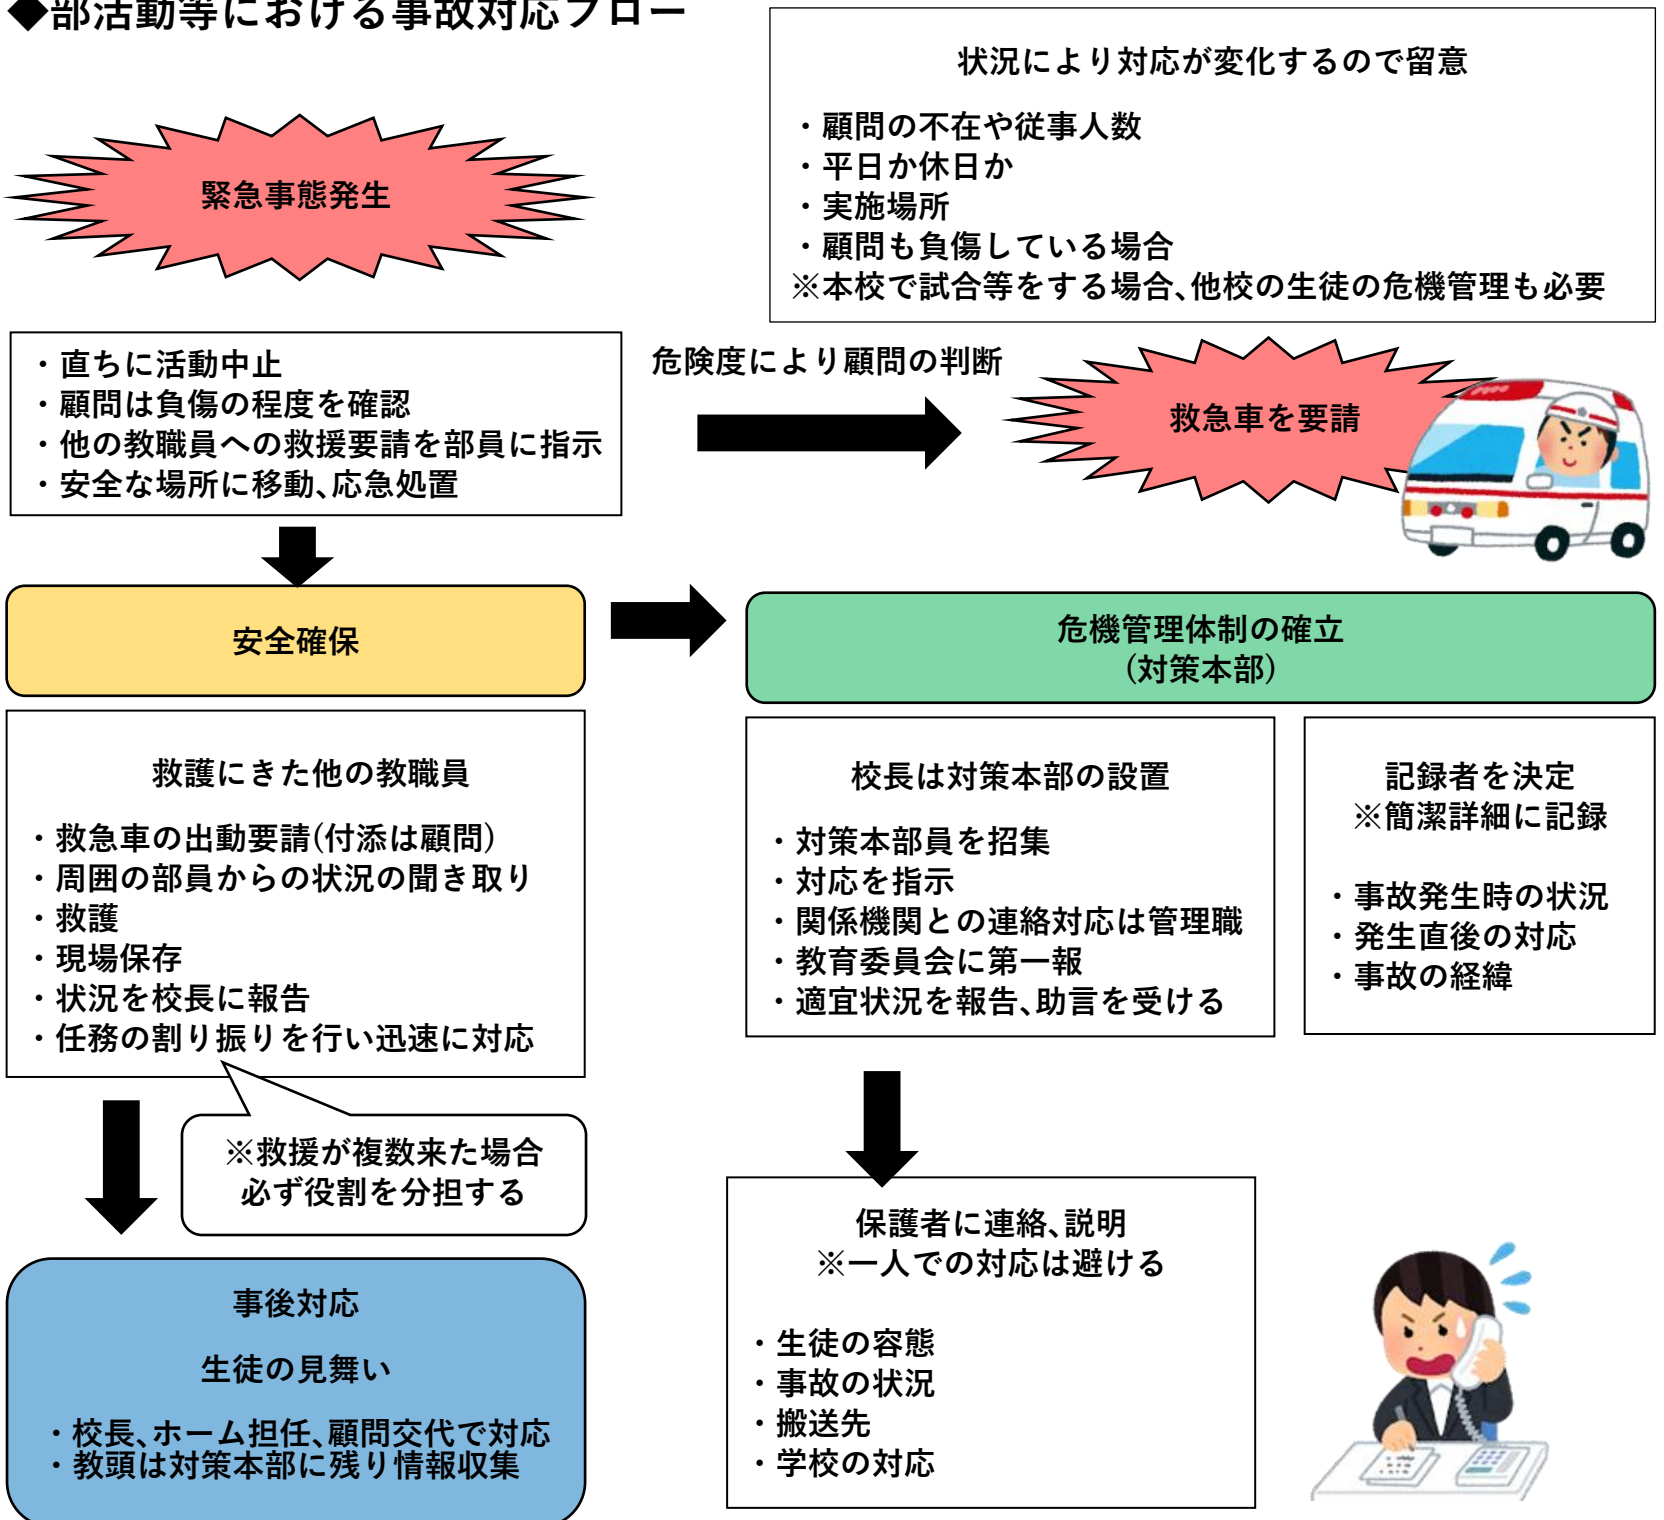 ◆部活動等における事故対応フロー
状況により対応が変化するので留意
・顧問の不在や従事人数
・平日か休日か
・実施場所
・顧問も負傷している場合
※本校で試合等をする場合、他校の生徒の危機管理も必要
緊急事態発生
・直ちに活動中止
・顧問は負傷の程度を確認
・他の教職員への救援要請を部員に指示
・安全な場所に移動、応急処置
危険度により顧問の判断
救急車を要請
安全確保
危機管理体制の確立
(対策本部)
救護にきた他の教職員
・救急車の出動要請(付添は顧問)
・周囲の部員からの状況の聞き取り
・救護
・現場保存
・状況を校長に報告
・任務の割り振りを行い迅速に対応
※救援が複数来た場合
必ず役割を分担する
校長は対策本部の設置
・対策本部員を招集
・対応を指示
・関係機関との連絡対応は管理職
・教育委員会に第一報
・適宜状況を報告、助言を受ける
記録者を決定
※簡潔詳細に記録
・事故発生時の状況
・発生直後の対応
・事故の経緯
事後対応
生徒の見舞い
・校長、ホーム担任、顧問交代で対応
・教頭は対策本部に残り情報収集
保護者に連絡、説明
※一人での対応は避ける
・生徒の容態
・事故の状況
・搬送先
・学校の対応